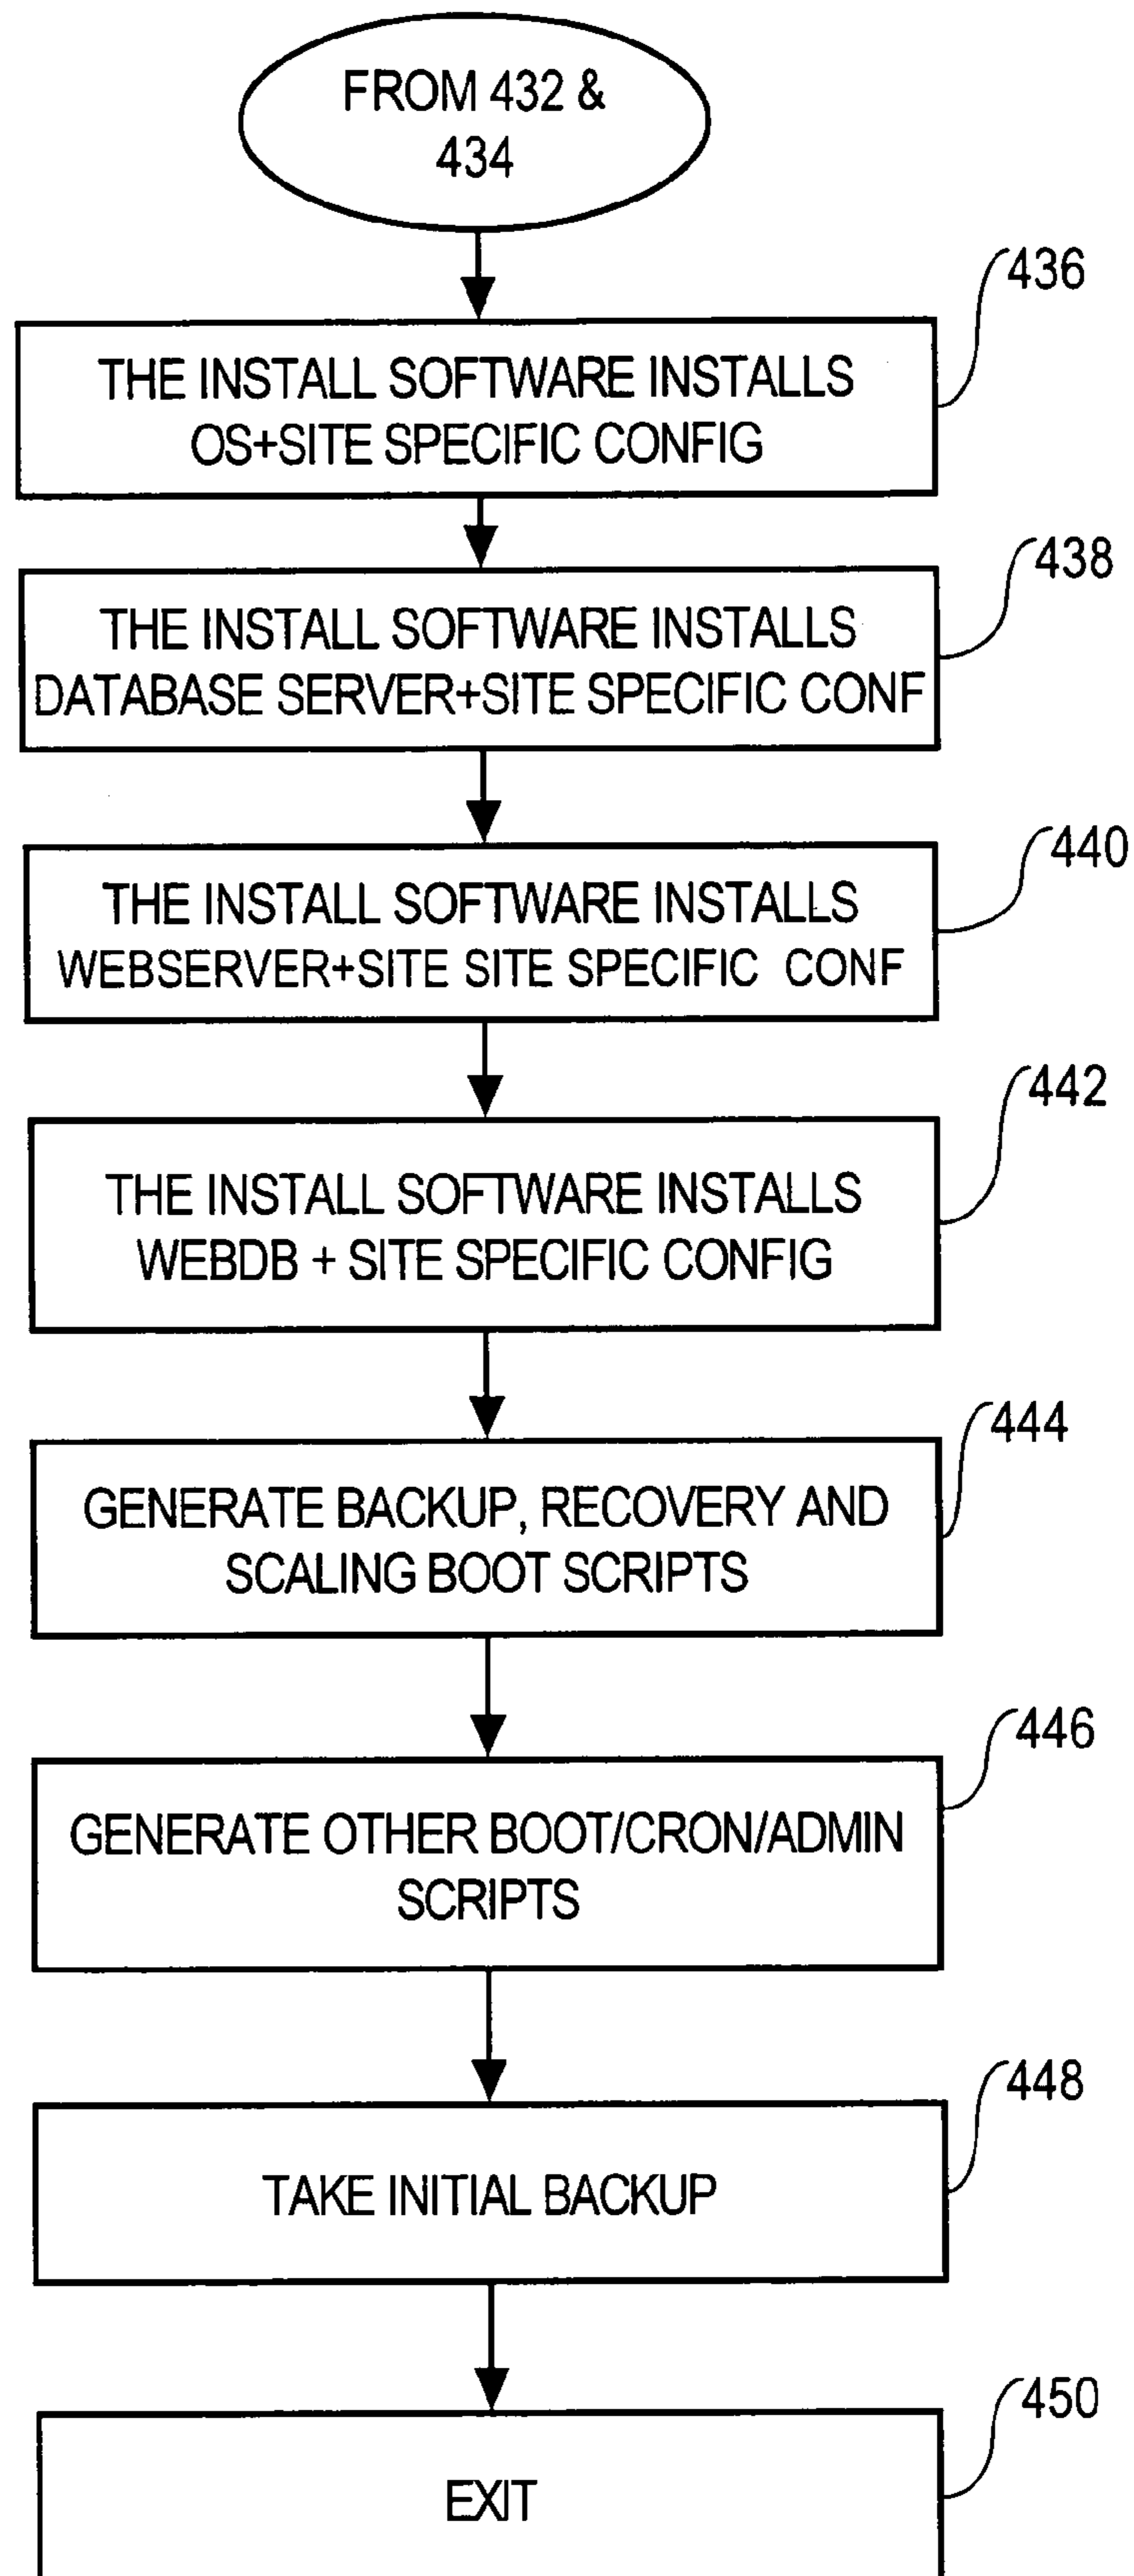 FROM 432 &
434
436
THE INSTALL SOFTWARE INSTALLS
OS+SITE SPECIFIC CONFIG
438
THE INSTALL SOFTWARE INSTALLS
DATABASE SERVER+SITE SPECIFIC CONF
440
THE INSTALL SOFTWARE INSTALLS
WEBSERVER+SITE SITE SPECIFIC CONF
442
THE INSTALL SOFTWARE INSTALLS
WEBDB + SITE SPECIFIC CONFIG
444
GENERATE BACKUP, RECOVERY AND
SCALING BOOT SCRIPTS
446
GENERATE OTHER BOOT/CRON/ADMIN
SCRIPTS
448
TAKE INITIAL BACKUP
450
EXIT